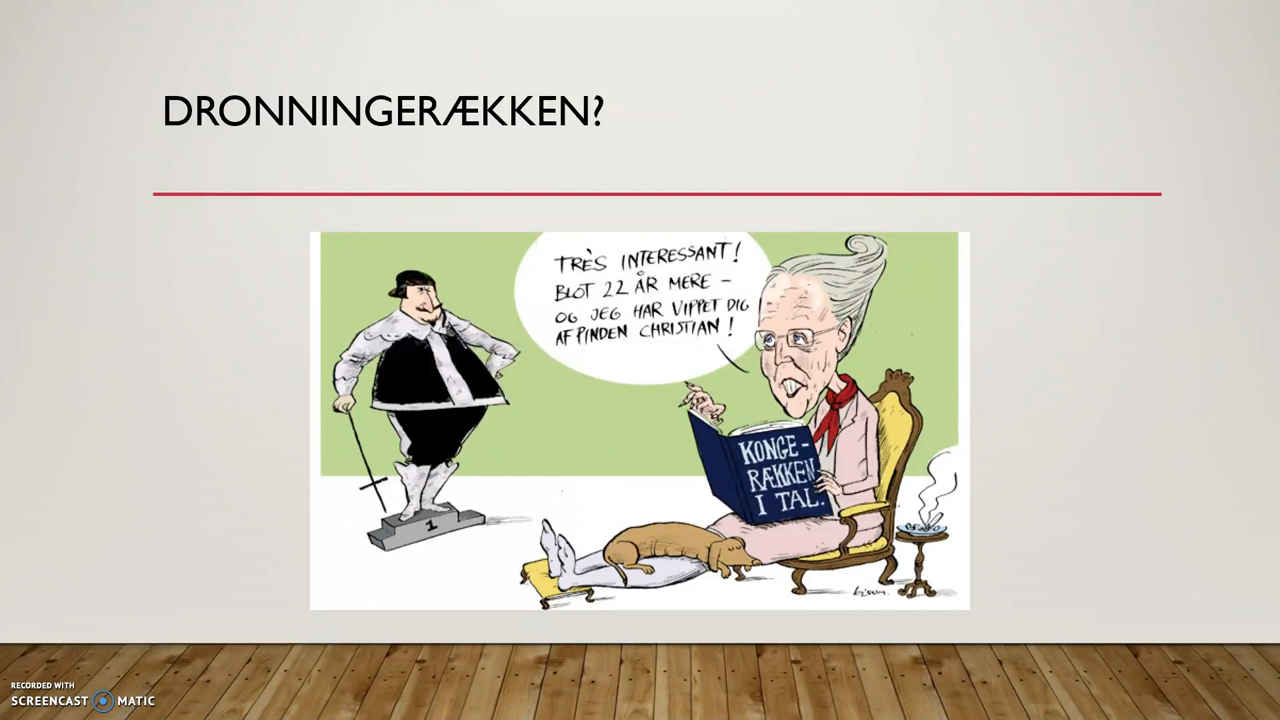 DRONNINGERÆKKEN?
TRÈS INTERESSANT!
BLOT 22 ÅR MERE -
OG JEG HAR VIPPET DIG
AF PINDEN CHRISTIAN!
KONGE-
RÆKKEN
I TAL.
1
RECORDED WITH
SCREENCAST MATIC